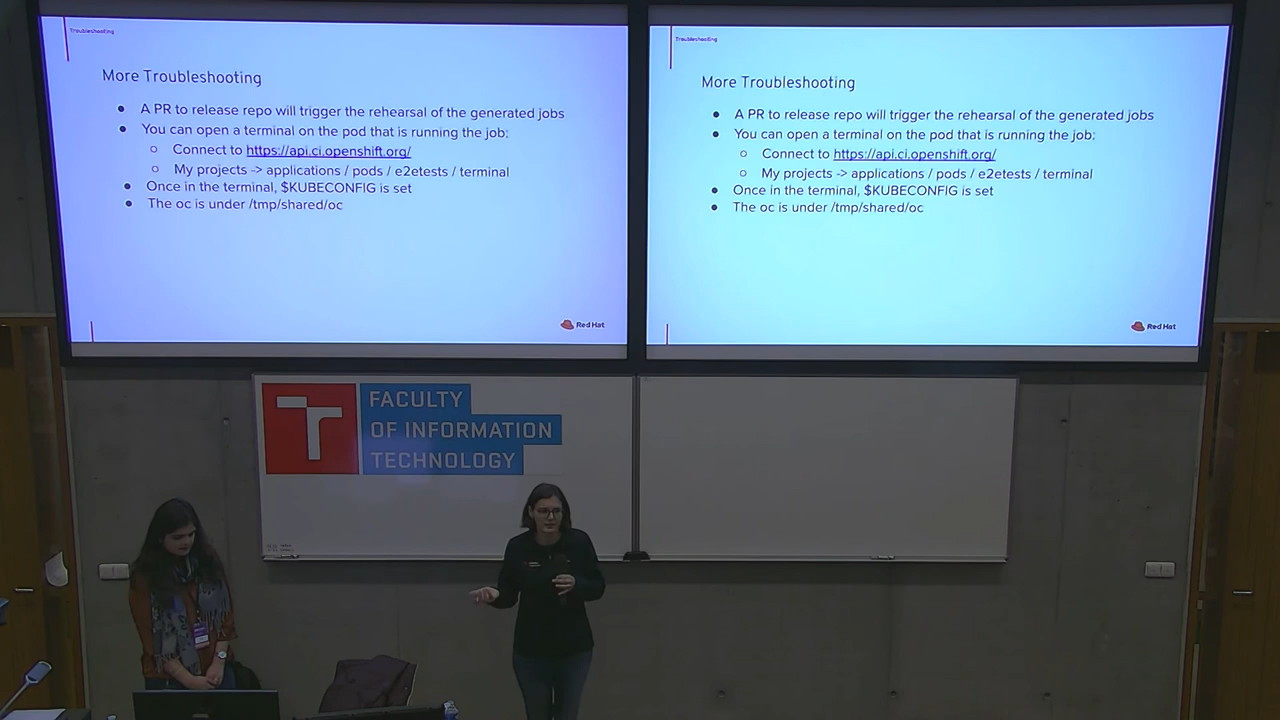 Troubleshooting
More Troubleshooting
A PR to release repo will trigger the rehearsal of the generated jobs
You can open a terminal on the pod that is running the job:
Connect to https://api.ci.openshift.org/
My projects -> applications / pods / e2etests / terminal
Once in the terminal, $KUBECONFIG is set
The oc is under /tmp/shared/oc
Red Hat
Troubleshooting
More Troubleshooting
A PR to release repo will trigger the rehearsal of the generated jobs
You can open a terminal on the pod that is running the job:
Connect to https://api.ci.openshift.org/
My projects -> applications / pods / e2etests / terminal
Once in the terminal, $KUBECONFIG is set
The oc is under /tmp/shared/oc
Red Hat
T
FACULTY
OF INFORMATION
TECHNOLOGY